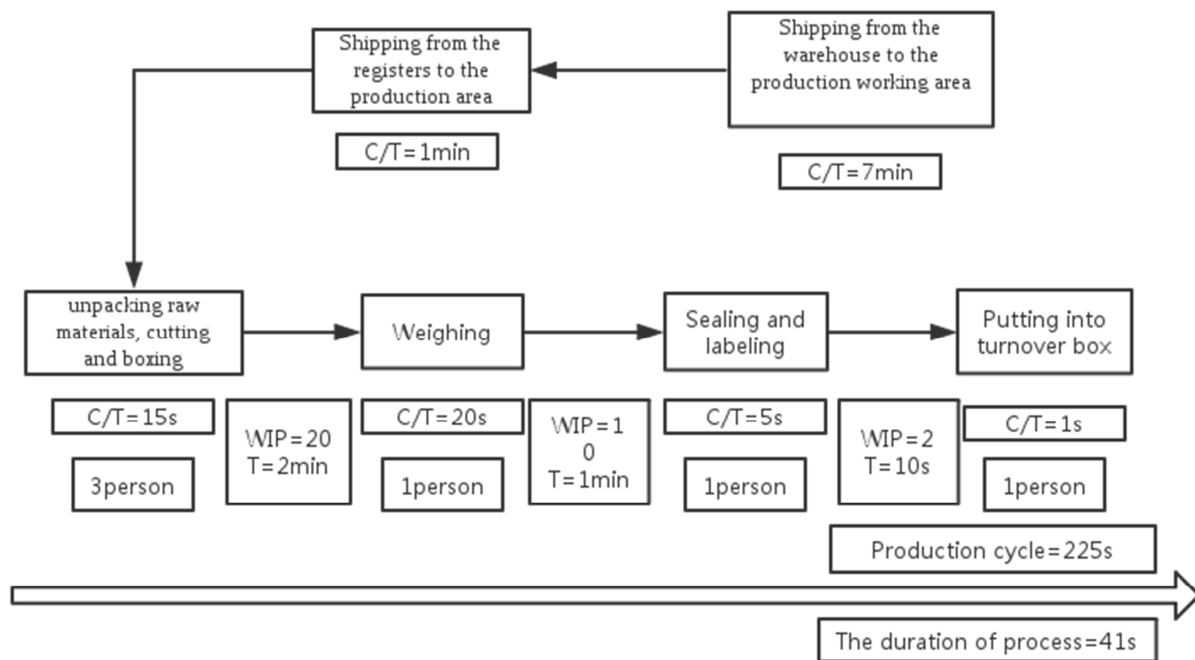 Shipping from the
registers to the
production area
Shipping from the
warehouse to the
production working area
C/T=1min
C/T=7min
unpacking raw
materials, cutting
and boxing
Weighing
Sealing and
labeling
Putting into
turnover box
C/T=15s
WIP=20
T=2min
C/T=20s
WIP=1
0
T=1min
C/T=5s
WIP=2
T=10s
C/T=1s
3person
1person
1person
1person
Production cycle=225s
The duration of process=41s